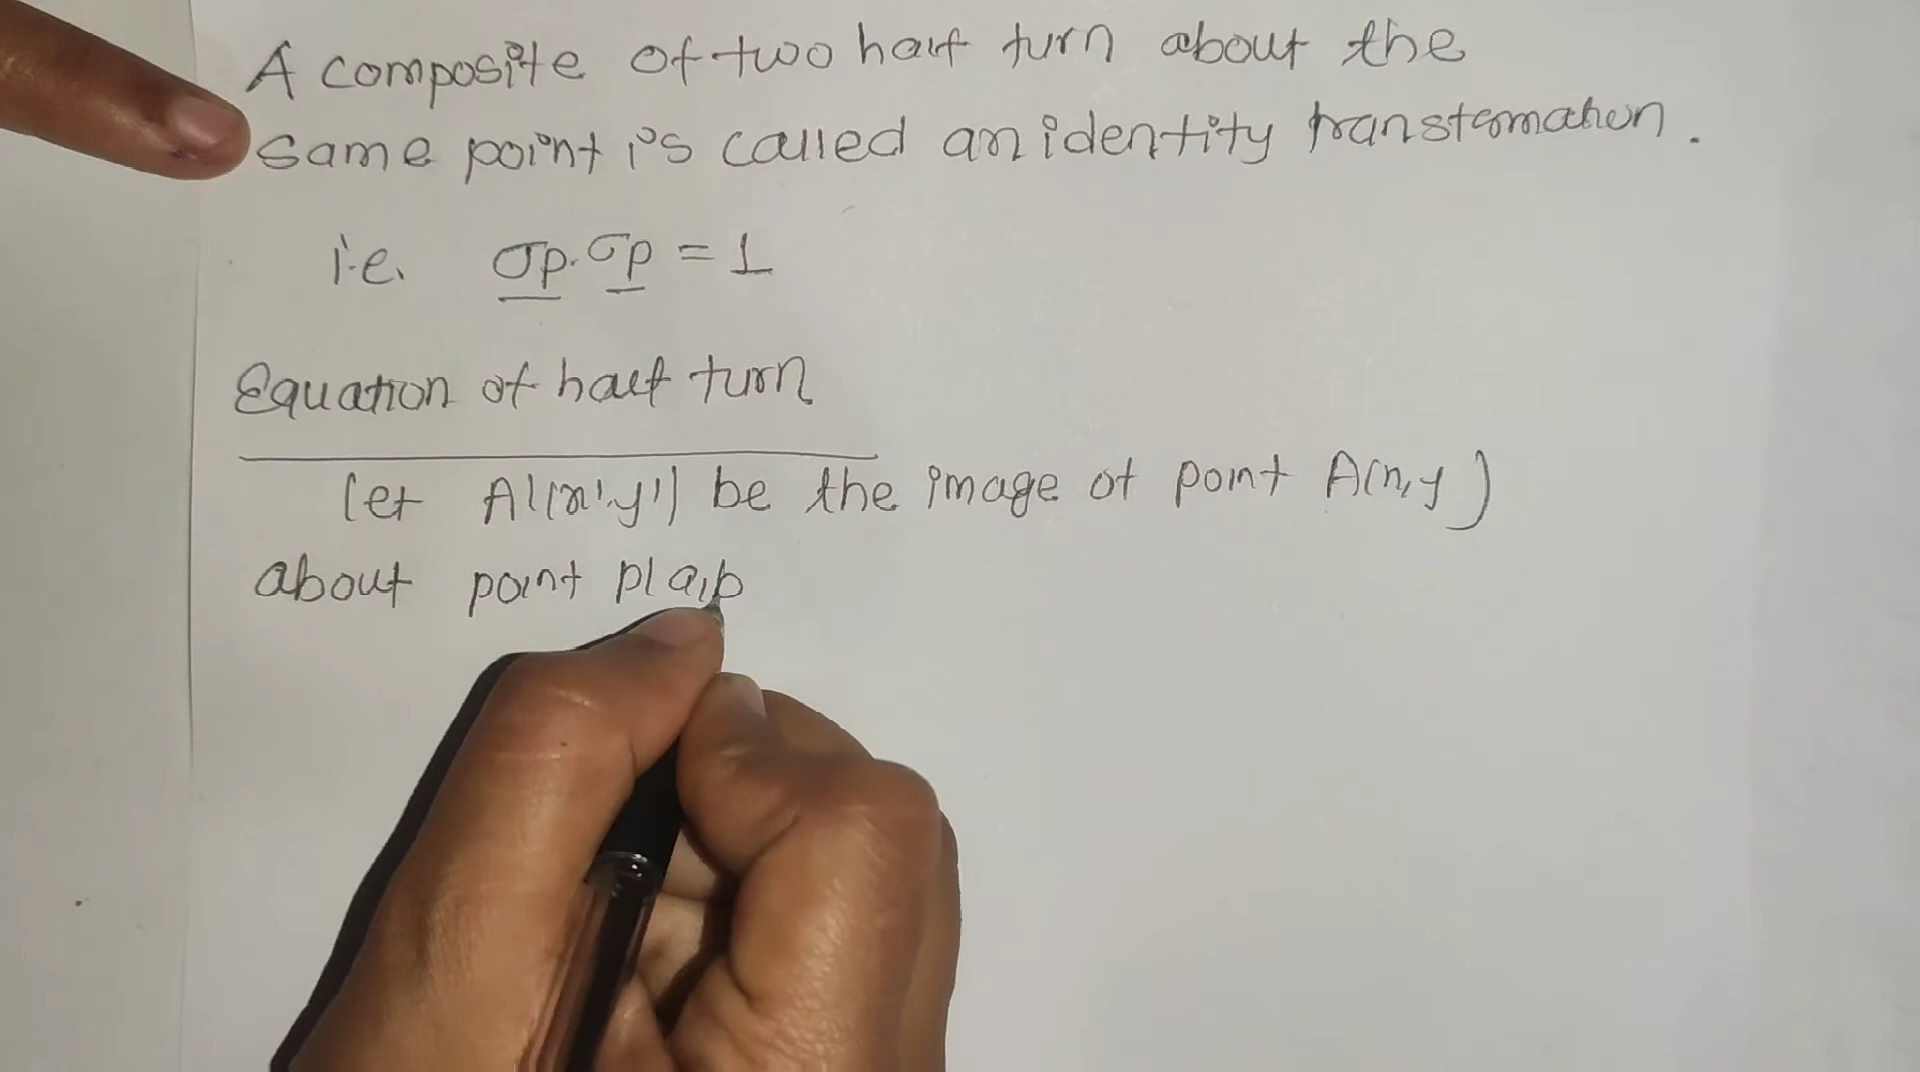 A composite of two half turn about the
same point is called an identity transformation.
i.e. σp.σp = 1
Equation of half turn
let A'(x',y') be the image of point A(x,y)
about point P(a,b